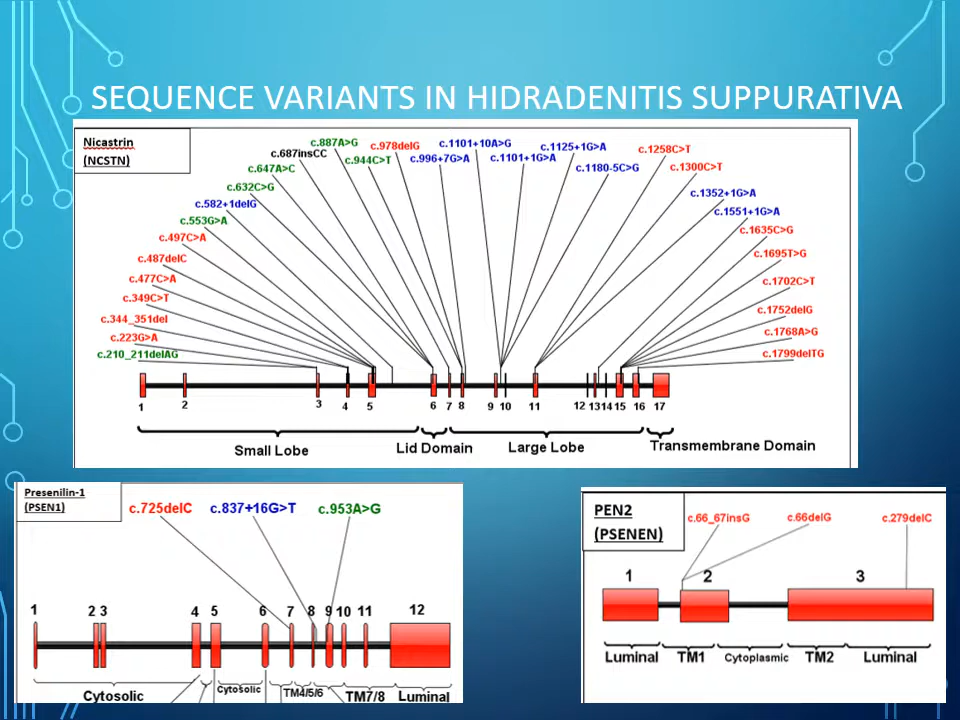 SEQUENCE VARIANTS IN HIDRADENITIS SUPPURATIVA
Nicastrin
(NCSTN)
c.210_211delAG
c.223G>A
c.344_351del
c.349C>T
c.477C>A
c.487delC
c.497C>A
c.553G>A
c.582+1delG
c.632C>G
c.647A>C
c.687insCC
c.887A>G
c.944C>T
c.978delG
c.996+7G>A
c.1101+10A>G
c.1101+1G>A
c.1125+1G>A
c.1180-5C>G
c.1258C>T
c.1300C>T
c.1352+1G>A
c.1551+1G>A
c.1635C>G
c.1695T>G
c.1702C>T
c.1752delG
c.1768A>G
c.1799delTG
1 2 3 4 5 6 7 8 9 10 11 12 13 14 15 16 17
Small Lobe Lid Domain Large Lobe Transmembrane Domain
Presenilin-1
(PSEN1)
c.725delC c.837+16G>T c.953A>G
1 2 3 4 5 6 7 8 9 10 11 12
Cytosolic Cytosolic TM4/5/6 TM7/8 Luminal
PEN2
(PSENEN)
c.66_67insG c.66delG c.279delC
1 2 3
Luminal TM1 Cytoplasmic TM2 Luminal